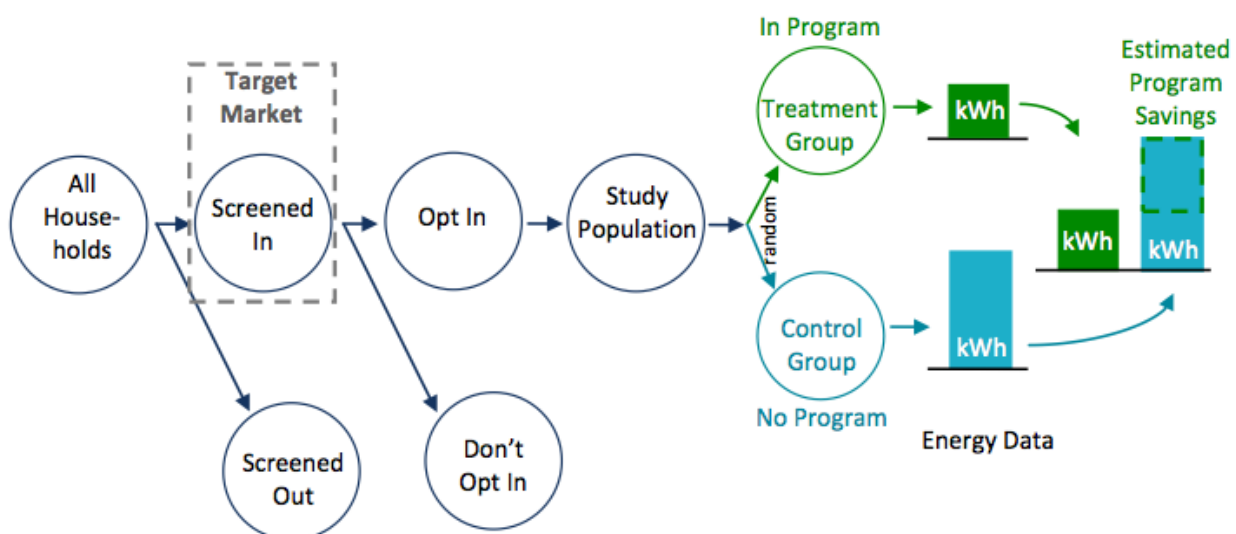 All
House-
holds
Target
Market
Screened
In
Screened
Out
Opt In
Don't
Opt In
Study
Population
random
In Program
Treatment
Group
kWh
Control
Group
No Program
kWh
Energy Data
Estimated
Program
Savings
kWh
kWh